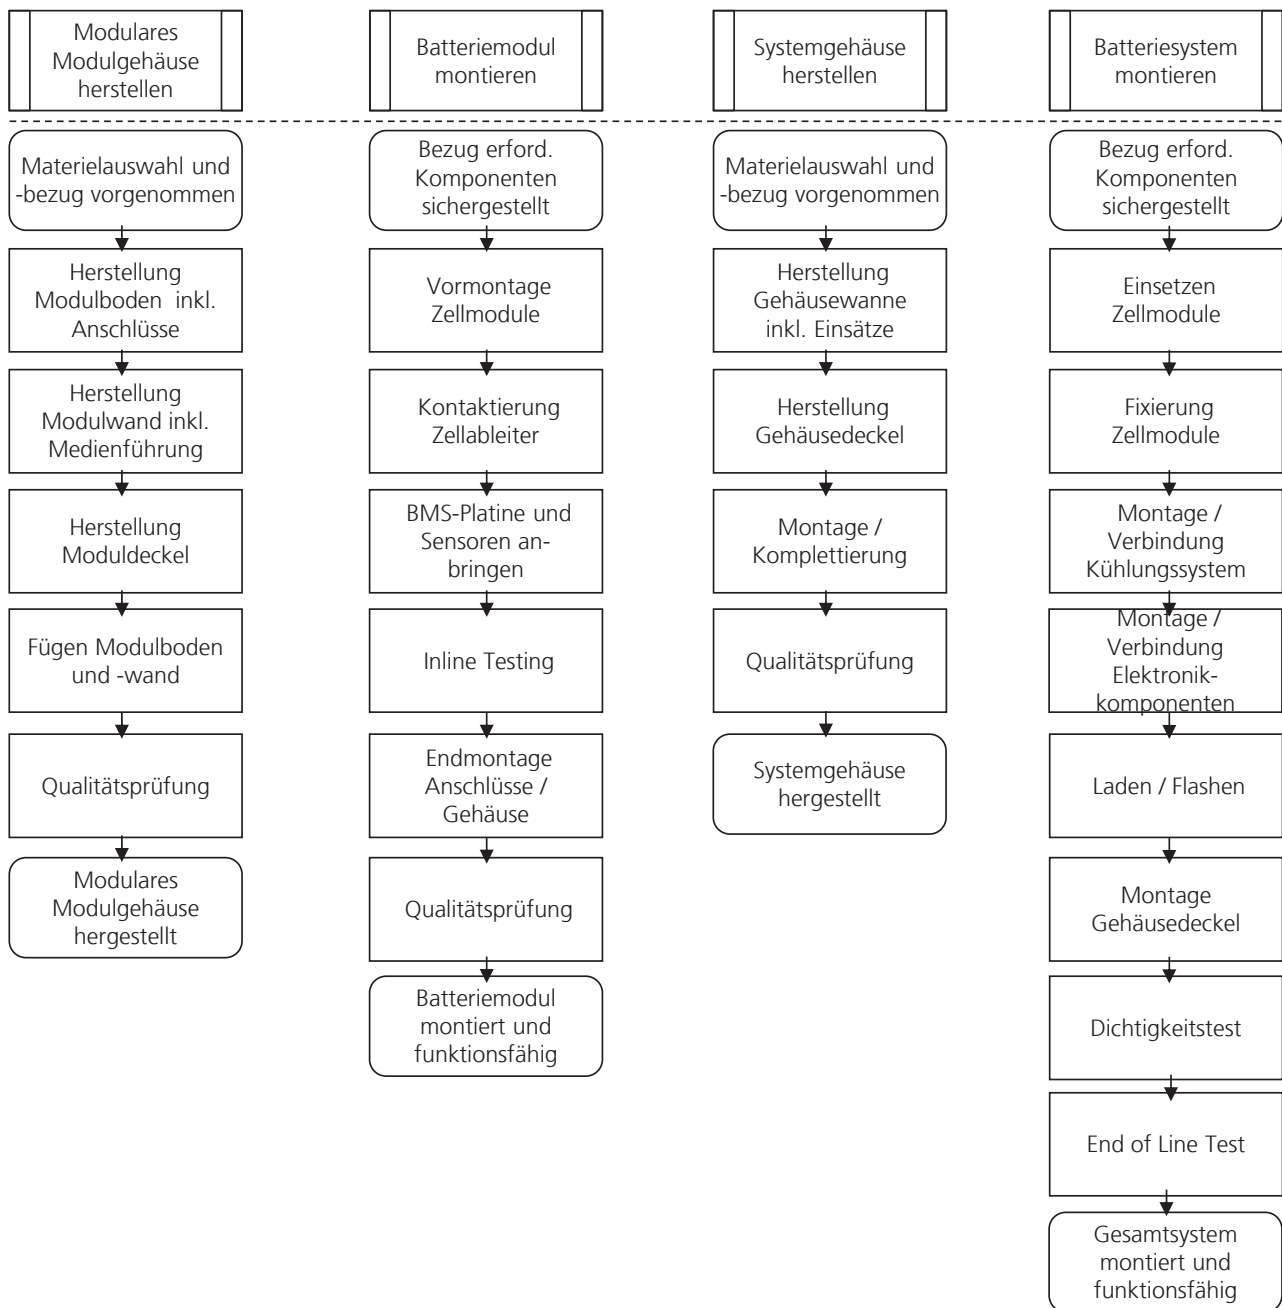 Modulares
Modulgehäuse
herstellen
Materielauswahl und
-bezug vorgenommen
Herstellung
Modulboden inkl.
Anschlüsse
Herstellung
Modulwand inkl.
Medienführung
Herstellung
Moduldeckel
Fügen Modulboden
und -wand
Qualitätsprüfung
Modulares
Modulgehäuse
hergestellt
Batteriemodul
montieren
Bezug erford.
Komponenten
sichergestellt
Vormontage
Zellmodule
Kontaktierung
Zellableiter
BMS-Platine und
Sensoren an-
bringen
Inline Testing
Endmontage
Anschlüsse /
Gehäuse
Qualitätsprüfung
Batteriemodul
montiert und
funktionsfähig
Systemgehäuse
herstellen
Materielauswahl und
-bezug vorgenommen
Herstellung
Gehäusewanne
inkl. Einsätze
Herstellung
Gehäusedeckel
Montage /
Komplettierung
Qualitätsprüfung
Systemgehäuse
hergestellt
Batteriesystem
montieren
Bezug erford.
Komponenten
sichergestellt
Einsetzen
Zellmodule
Fixierung
Zellmodule
Montage /
Verbindung
Kühlungssystem
Montage /
Verbindung
Elektronik-
komponenten
Laden / Flashen
Montage
Gehäusedeckel
Dichtigkeitstest
End of Line Test
Gesamtsystem
montiert und
funktionsfähig